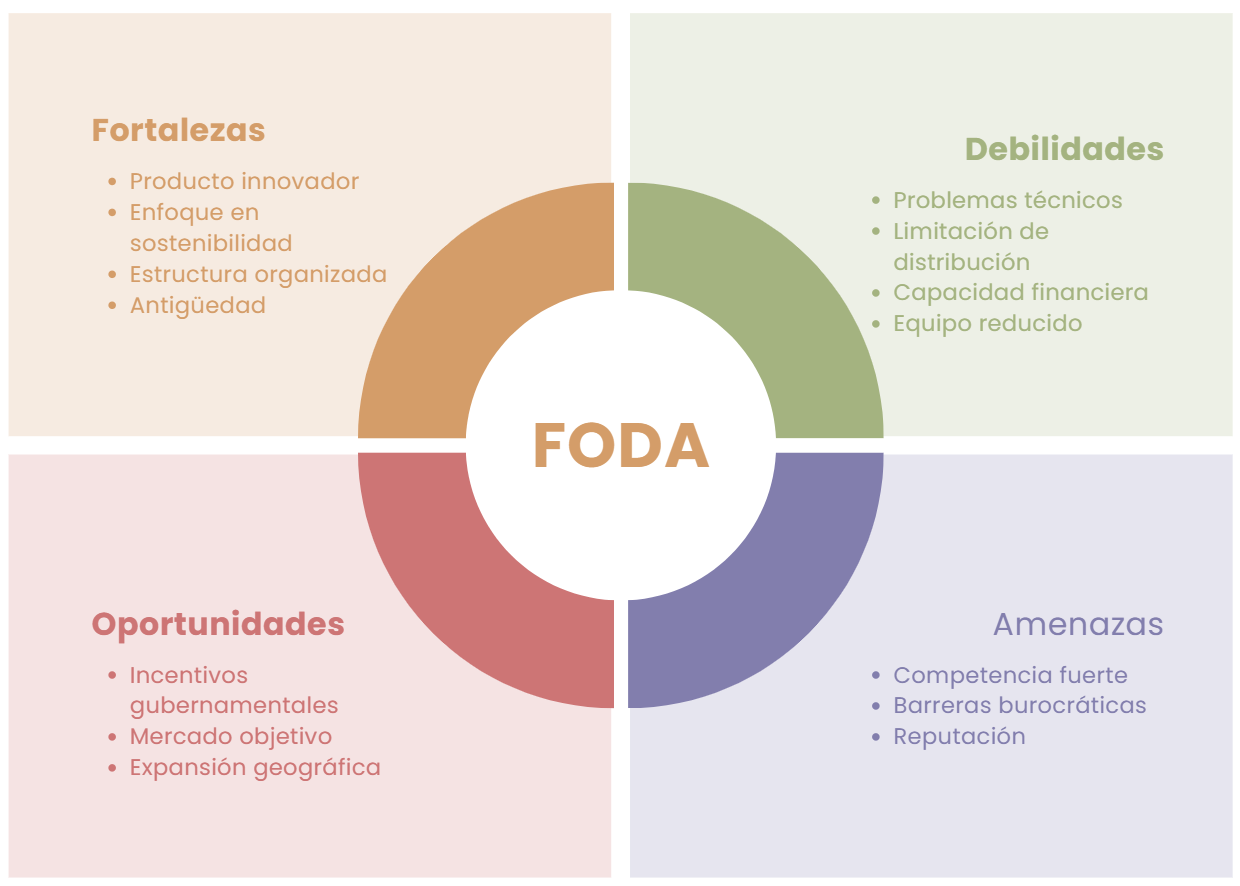 Fortalezas
• Producto innovador
• Enfoque en
sostenibilidad
• Estructura organizada
• Antigüedad
Debilidades
• Problemas técnicos
• Limitación de
distribución
• Capacidad financiera
• Equipo reducido
FODA
Oportunidades
• Incentivos
gubernamentales
• Mercado objetivo
• Expansión geográfica
Amenazas
• Competencia fuerte
• Barreras burocráticas
• Reputación